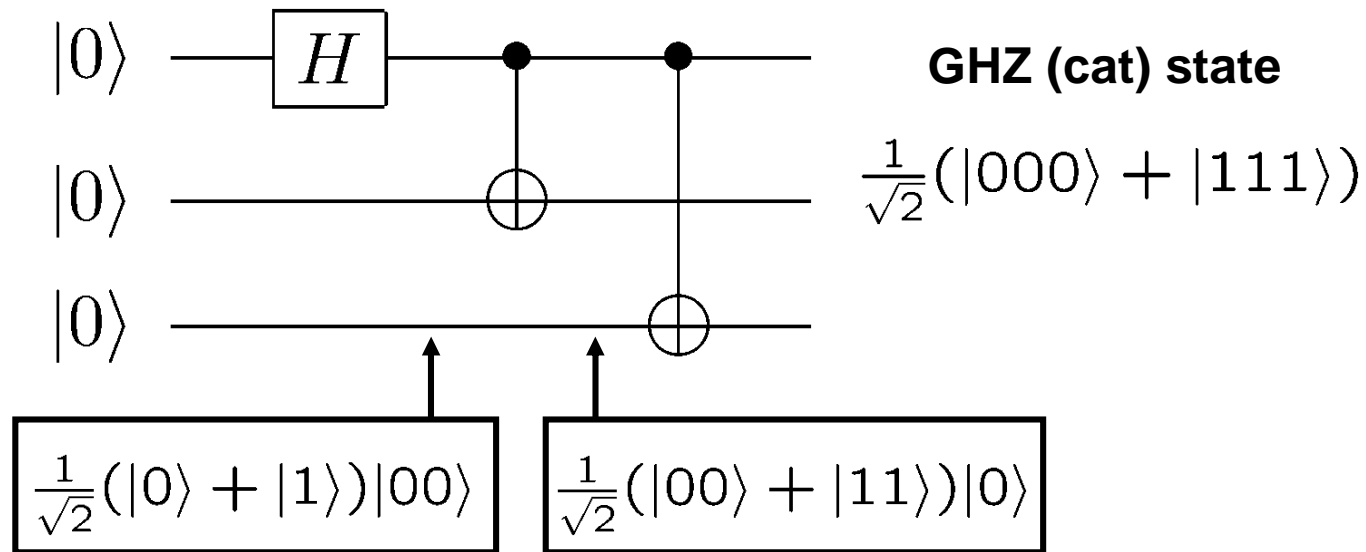 |0⟩ H
GHZ (cat) state
|0⟩
1/√2(|000⟩ + |111⟩)
|0⟩
1/√2(|0⟩ + |1⟩)|00⟩
1/√2(|00⟩ + |11⟩)|0⟩